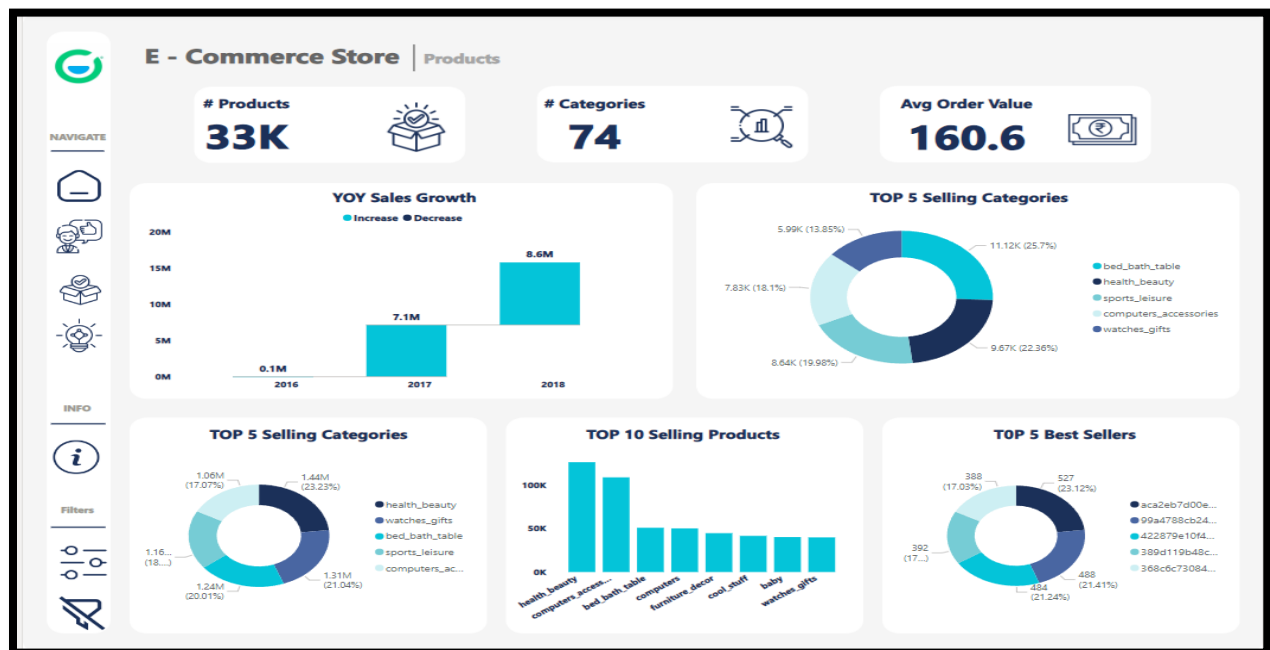 E - Commerce Store | Products
NAVIGATE
INFO
Filters
# Products
33K
# Categories
74
Avg Order Value
160.6
YOY Sales Growth
Increase Decrease
20M
15M
10M
5M
0M
0.1M
7.1M
8.6M
2016 2017 2018
TOP 5 Selling Categories
5.99K (13.85%)
11.12K (25.7%)
7.83K (18.1%)
9.67K (22.36%)
8.64K (19.98%)
bed_bath_table
health_beauty
sports_leisure
computers_accessories
watches_gifts
TOP 5 Selling Categories
1.06M
(17.07%)
1.44M
(23.23%)
1.16...
(18....)
1.24M
(20.01%)
1.31M
(21.04%)
health_beauty
watches_gifts
bed_bath_table
sports_leisure
computers_ac...
TOP 10 Selling Products
100K
50K
0K
health_beauty
computers_access...
bed_bath_table
computers
furniture_decor
cool_stuff
baby
watches_gifts
T0P 5 Best Sellers
388
(17.03%)
527
(23.12%)
392
(17...)
484
(21.24%)
488
(21.41%)
aca2eb7d00e...
99a4788cb24...
422879e10f4...
389d119b48c...
368c6c73084...